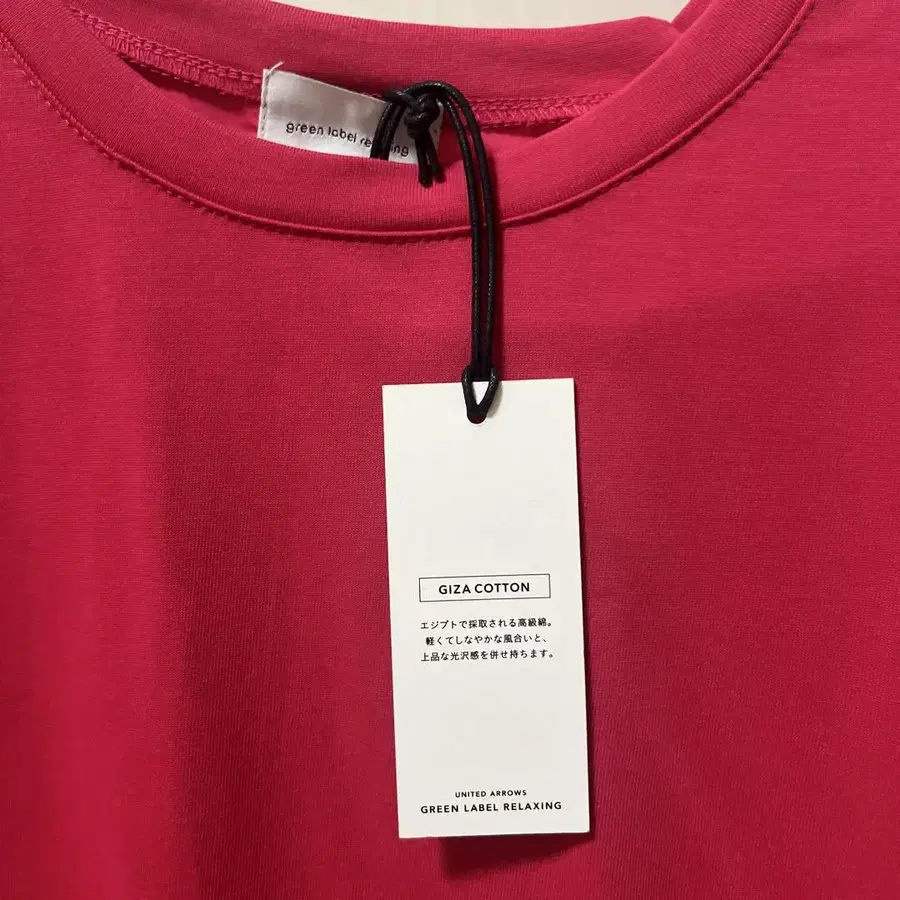 green label re ing
GIZA COTTON
エジプトで採取される高級綿。
軽くてしなやかな風合いと、
上品な光沢感を併せ持ちます。
UNITED ARROWS
GREEN LABEL RELAXING